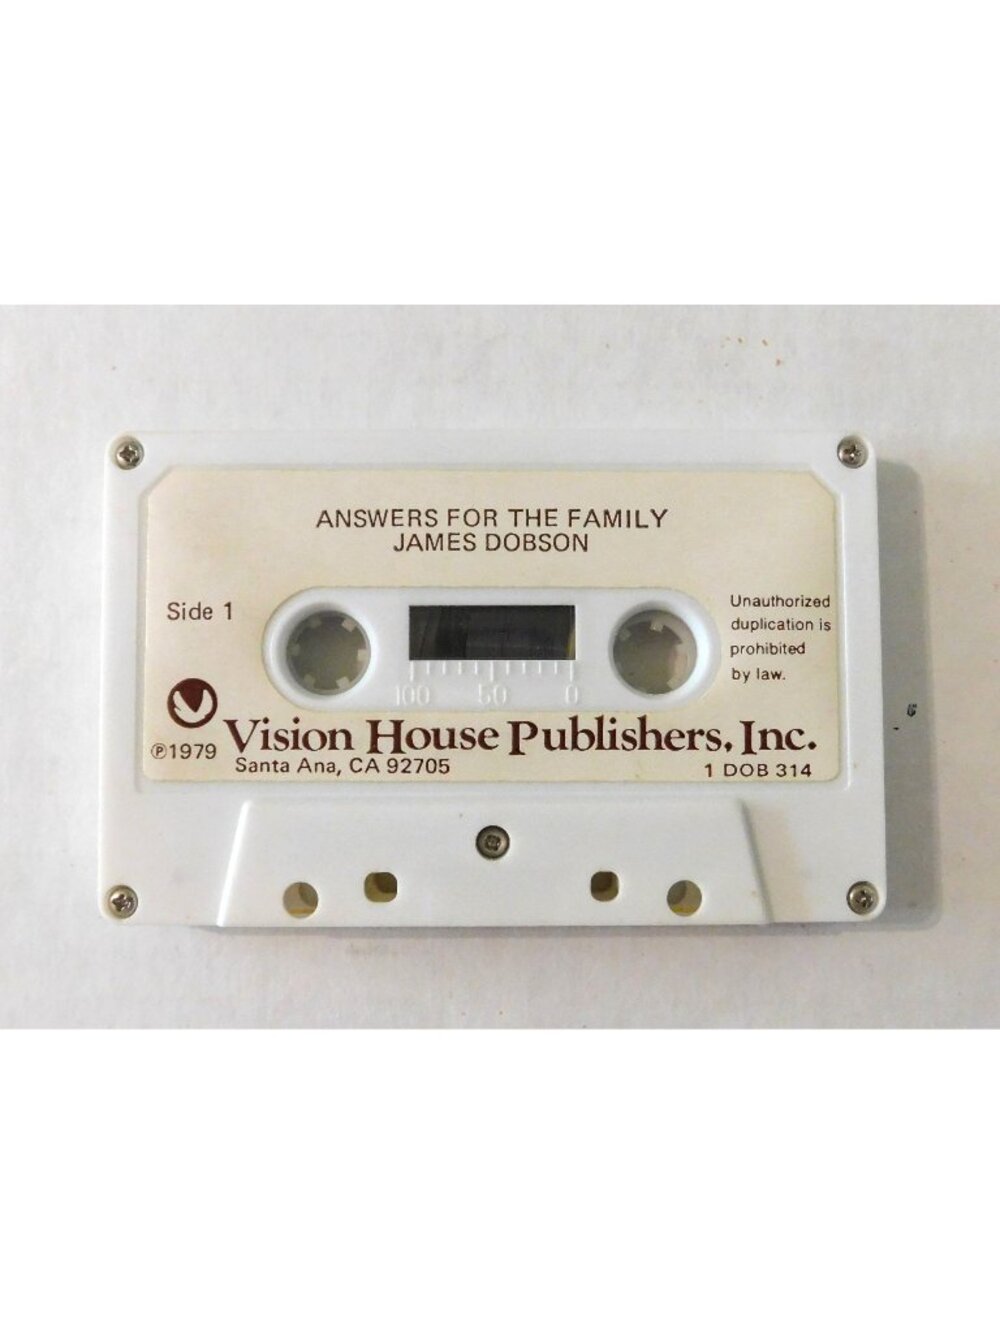 ANSWERS FOR THE FAMILY
JAMES DOBSON
Side 1
Unauthorized
duplication is
prohibited
by law.
100 50 0
℗1979 Vision House Publishers, Inc.
Santa Ana, CA 92705
1 DOB 314